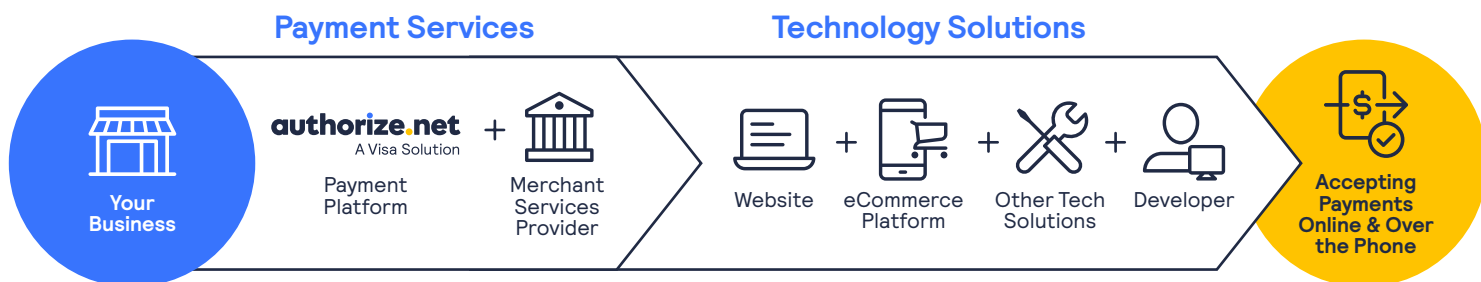 Payment Services
Technology Solutions
Your
Business
authorize.net
A Visa Solution
Payment
Platform
+
Merchant
Services
Provider
Website
+
eCommerce
Platform
+
Other Tech
Solutions
+
Developer
$
Accepting
Payments
Online & Over
the Phone